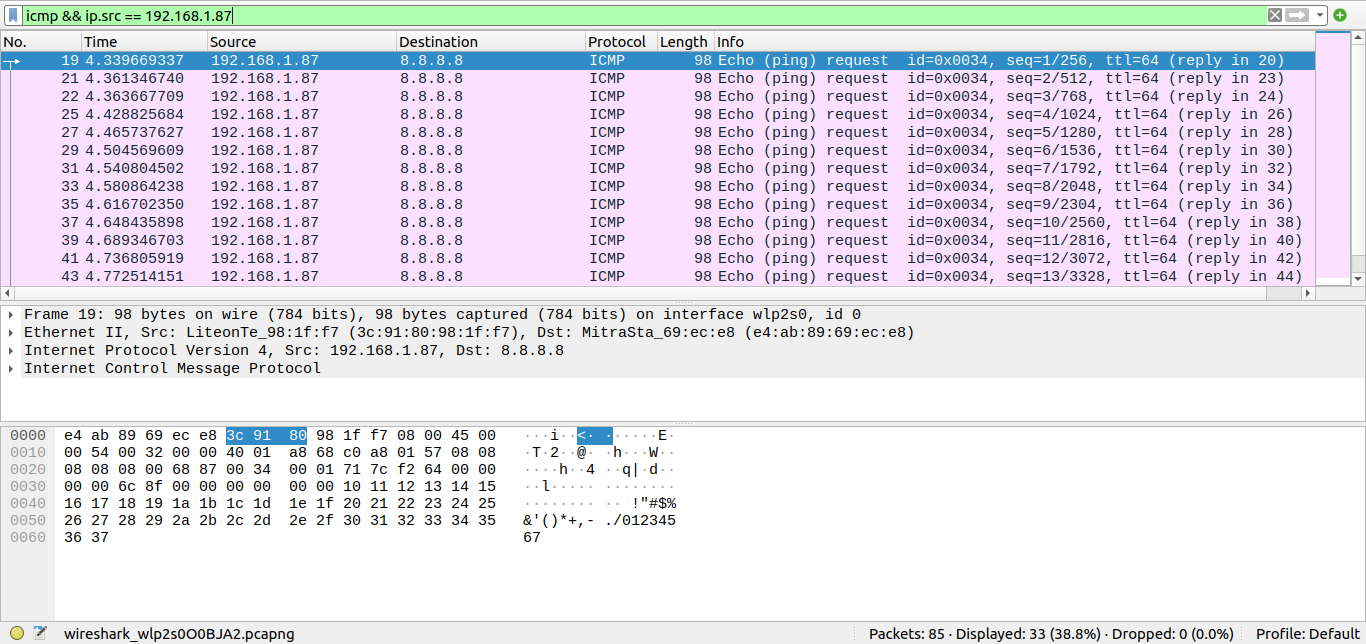 icmp && ip.src == 192.168.1.87
No. Time Source Destination Protocol Length Info
19 4.339669337 192.168.1.87 8.8.8.8 ICMP 98 Echo (ping) request id=0x0034, seq=1/256, ttl=64 (reply in 20)
21 4.361346740 192.168.1.87 8.8.8.8 ICMP 98 Echo (ping) request id=0x0034, seq=2/512, ttl=64 (reply in 23)
22 4.363667709 192.168.1.87 8.8.8.8 ICMP 98 Echo (ping) request id=0x0034, seq=3/768, ttl=64 (reply in 24)
25 4.428825684 192.168.1.87 8.8.8.8 ICMP 98 Echo (ping) request id=0x0034, seq=4/1024, ttl=64 (reply in 26)
27 4.465737627 192.168.1.87 8.8.8.8 ICMP 98 Echo (ping) request id=0x0034, seq=5/1280, ttl=64 (reply in 28)
29 4.504569609 192.168.1.87 8.8.8.8 ICMP 98 Echo (ping) request id=0x0034, seq=6/1536, ttl=64 (reply in 30)
31 4.540804502 192.168.1.87 8.8.8.8 ICMP 98 Echo (ping) request id=0x0034, seq=7/1792, ttl=64 (reply in 32)
33 4.580864238 192.168.1.87 8.8.8.8 ICMP 98 Echo (ping) request id=0x0034, seq=8/2048, ttl=64 (reply in 34)
35 4.616702350 192.168.1.87 8.8.8.8 ICMP 98 Echo (ping) request id=0x0034, seq=9/2304, ttl=64 (reply in 36)
37 4.648435898 192.168.1.87 8.8.8.8 ICMP 98 Echo (ping) request id=0x0034, seq=10/2560, ttl=64 (reply in 38)
39 4.689346703 192.168.1.87 8.8.8.8 ICMP 98 Echo (ping) request id=0x0034, seq=11/2816, ttl=64 (reply in 40)
41 4.736805919 192.168.1.87 8.8.8.8 ICMP 98 Echo (ping) request id=0x0034, seq=12/3072, ttl=64 (reply in 42)
43 4.772514151 192.168.1.87 8.8.8.8 ICMP 98 Echo (ping) request id=0x0034, seq=13/3328, ttl=64 (reply in 44)
Frame 19: 98 bytes on wire (784 bits), 98 bytes captured (784 bits) on interface wlp2s0, id 0
Ethernet II, Src: LiteonTe_98:1f:f7 (3c:91:80:98:1f:f7), Dst: MitraSta_69:ec:e8 (e4:ab:89:69:ec:e8)
Internet Protocol Version 4, Src: 192.168.1.87, Dst: 8.8.8.8
Internet Control Message Protocol
0000 e4 ab 89 69 ec e8 3c 91 80 98 1f f7 08 00 45 00 ···i··<· ······E·
0010 00 54 00 32 00 00 40 01 a8 68 c0 a8 01 57 08 08 ·T·2··@· ·h···W··
0020 08 08 08 00 68 87 00 34 00 01 71 7c f2 64 00 00 ····h··4 ··q|·d··
0030 00 00 6c 8f 00 00 00 00 00 00 10 11 12 13 14 15 ··l····· ········
0040 16 17 18 19 1a 1b 1c 1d 1e 1f 20 21 22 23 24 25 ········ ·· !"#$%
0050 26 27 28 29 2a 2b 2c 2d 2e 2f 30 31 32 33 34 35 &'()*+,- ./012345
0060 36 37 67
wireshark_wlp2s0O0BJA2.pcapng Packets: 85 · Displayed: 33 (38.8%) · Dropped: 0 (0.0%) Profile: Default